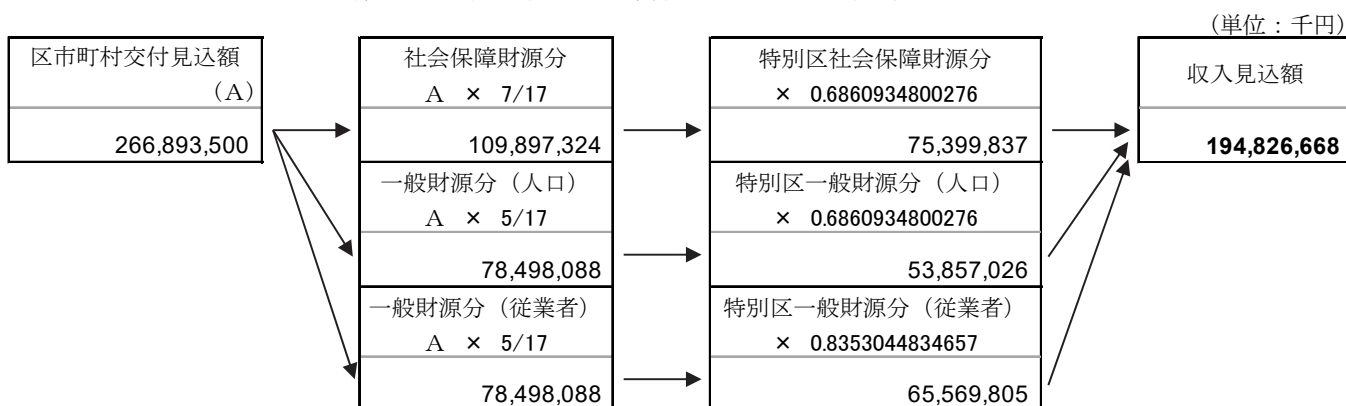 (単位：千円)
区市町村交付見込額
(A)
266,893,500
社会保障財源分
A × 7/17
109,897,324
一般財源分（人口）
A × 5/17
78,498,088
一般財源分（従業者）
A × 5/17
78,498,088
特別区社会保障財源分
× 0.6860934800276
75,399,837
特別区一般財源分（人口）
× 0.6860934800276
53,857,026
特別区一般財源分（従業者）
× 0.8353044834657
65,569,805
収入見込額
194,826,668